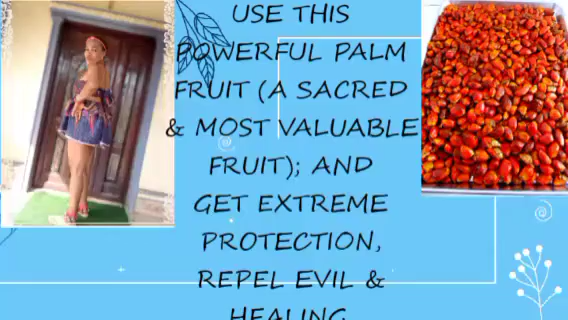 USE THIS
POWERFUL PALM
FRUIT (A SACRED
& MOST VALUABLE
FRUIT); AND
GET EXTREME
PROTECTION,
REPEL EVIL &
HEALING